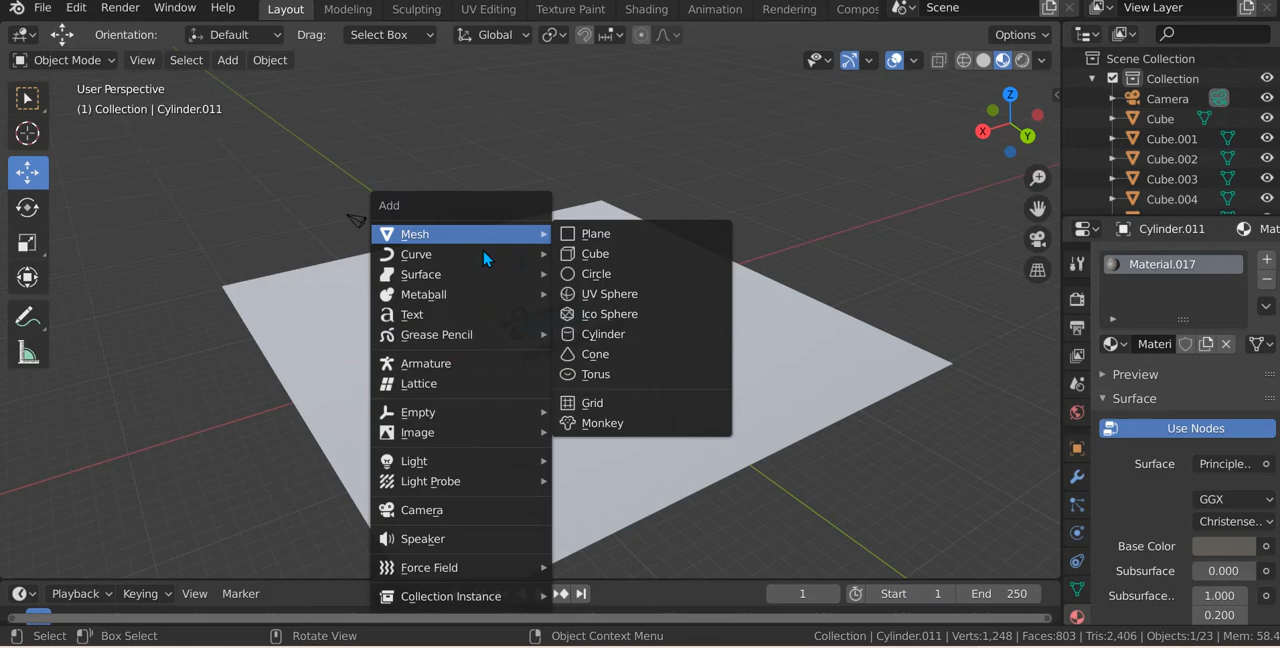 File Edit Render Window Help Layout Modeling Sculpting UV Editing Texture Paint Shading Animation Rendering Compos Scene View Layer
Orientation: Default Drag: Select Box Global Options
Object Mode View Select Add Object
User Perspective
(1) Collection | Cylinder.011
Z
X
Y
Add
Mesh
Curve
Surface
Metaball
Text
Grease Pencil
Armature
Lattice
Empty
Image
Light
Light Probe
Camera
Speaker
Force Field
Collection Instance
Plane
Cube
Circle
UV Sphere
Ico Sphere
Cylinder
Cone
Torus
Grid
Monkey
Scene Collection
Collection
Camera
Cube
Cube.001
Cube.002
Cube.003
Cube.004
Cylinder.011 Mat
Material.017
Materi
Preview
Surface
Use Nodes
Surface Principle..
GGX
Christense..
Base Color
Subsurface 0.000
Subsurface.. 1.000
0.200
Playback Keying View Marker 1 Start 1 End 250
Select Box Select Rotate View Object Context Menu Collection | Cylinder.011 | Verts:1,248 | Faces:803 | Tris:2,406 | Objects:1/23 | Mem: 58.4